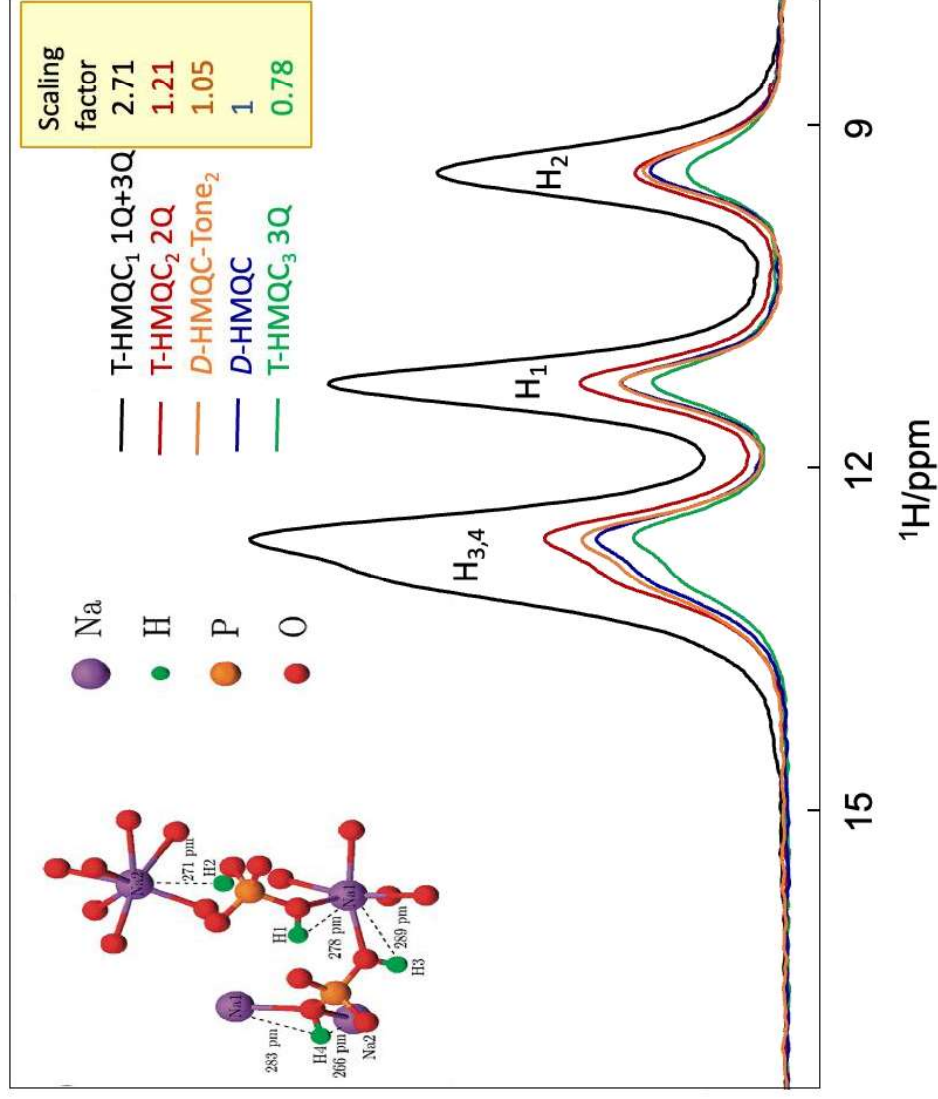 Scaling
factor
T-HMQC₁ 1Q+3Q 2.71
T-HMQC₂ 2Q 1.21
D-HMQC-Tone₂ 1.05
D-HMQC 1
T-HMQC₃ 3Q 0.78
Na
H
P
O
Na2
271 pm
H2
H1
Na1
278 pm
289 pm
H3
Na1
283 pm
H4
266 pm
Na2
H₃,₄
H₁
H₂
15
12
9
¹H/ppm